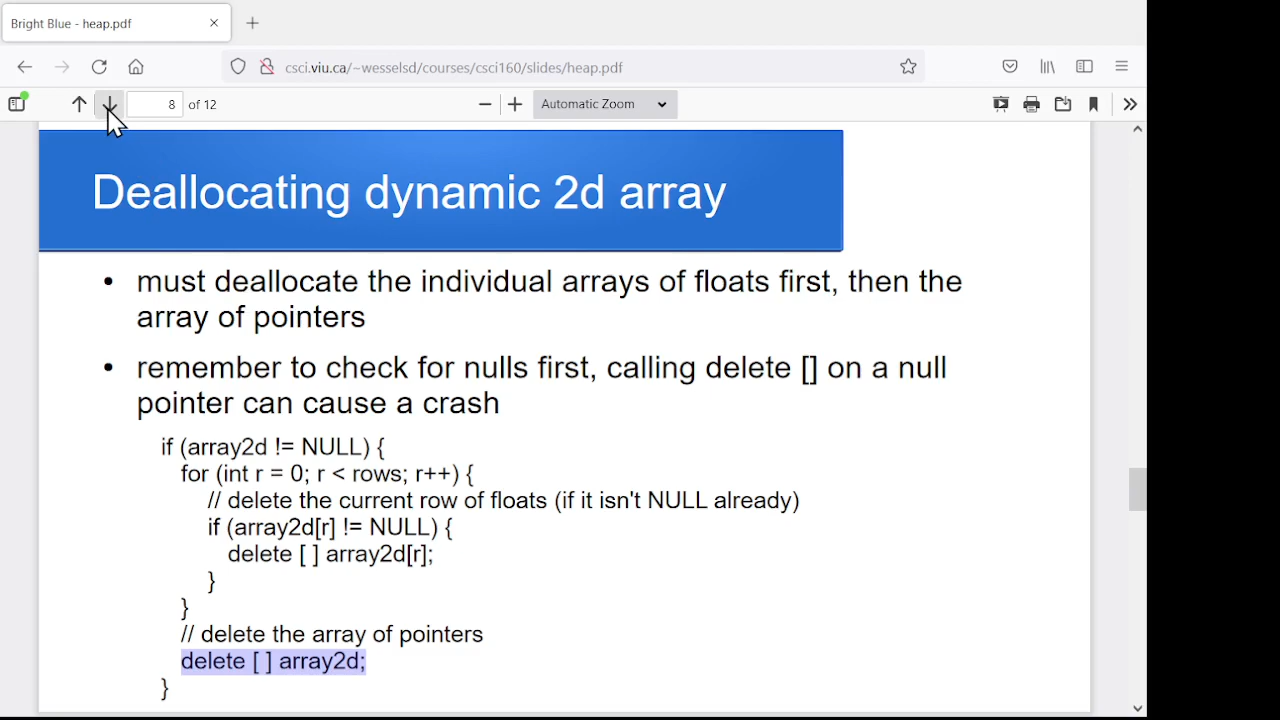 Bright Blue - heap.pdf
csci.viu.ca/~wesselsd/courses/csci160/slides/heap.pdf
8 of 12
Automatic Zoom
Deallocating dynamic 2d array
• must deallocate the individual arrays of floats first, then the
array of pointers
• remember to check for nulls first, calling delete [] on a null
pointer can cause a crash
if (array2d != NULL) {
for (int r = 0; r < rows; r++) {
// delete the current row of floats (if it isn't NULL already)
if (array2d[r] != NULL) {
delete [ ] array2d[r];
}
}
// delete the array of pointers
delete [ ] array2d;
}